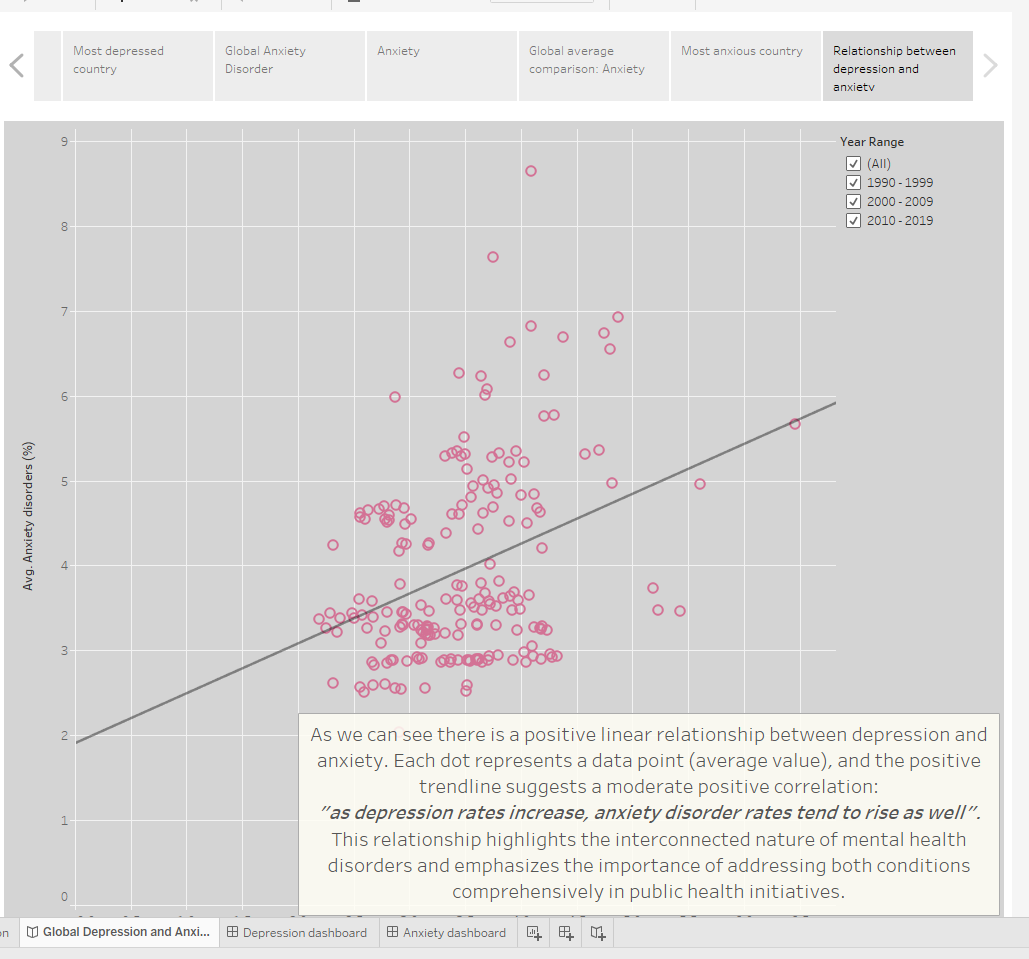 Most depressed
country
Global Anxiety
Disorder
Anxiety
Global average
comparison: Anxiety
Most anxious country
Relationship between
depression and
anxiety
Year Range
(All)
1990 - 1999
2000 - 2009
2010 - 2019
9
8
7
6
5
4
3
2
1
0
Avg. Anxiety disorders (%)
As we can see there is a positive linear relationship between depression and
anxiety. Each dot represents a data point (average value), and the positive
trendline suggests a moderate positive correlation:
"as depression rates increase, anxiety disorder rates tend to rise as well".
This relationship highlights the interconnected nature of mental health
disorders and emphasizes the importance of addressing both conditions
comprehensively in public health initiatives.
on
Global Depression and Anxi...
Depression dashboard
Anxiety dashboard